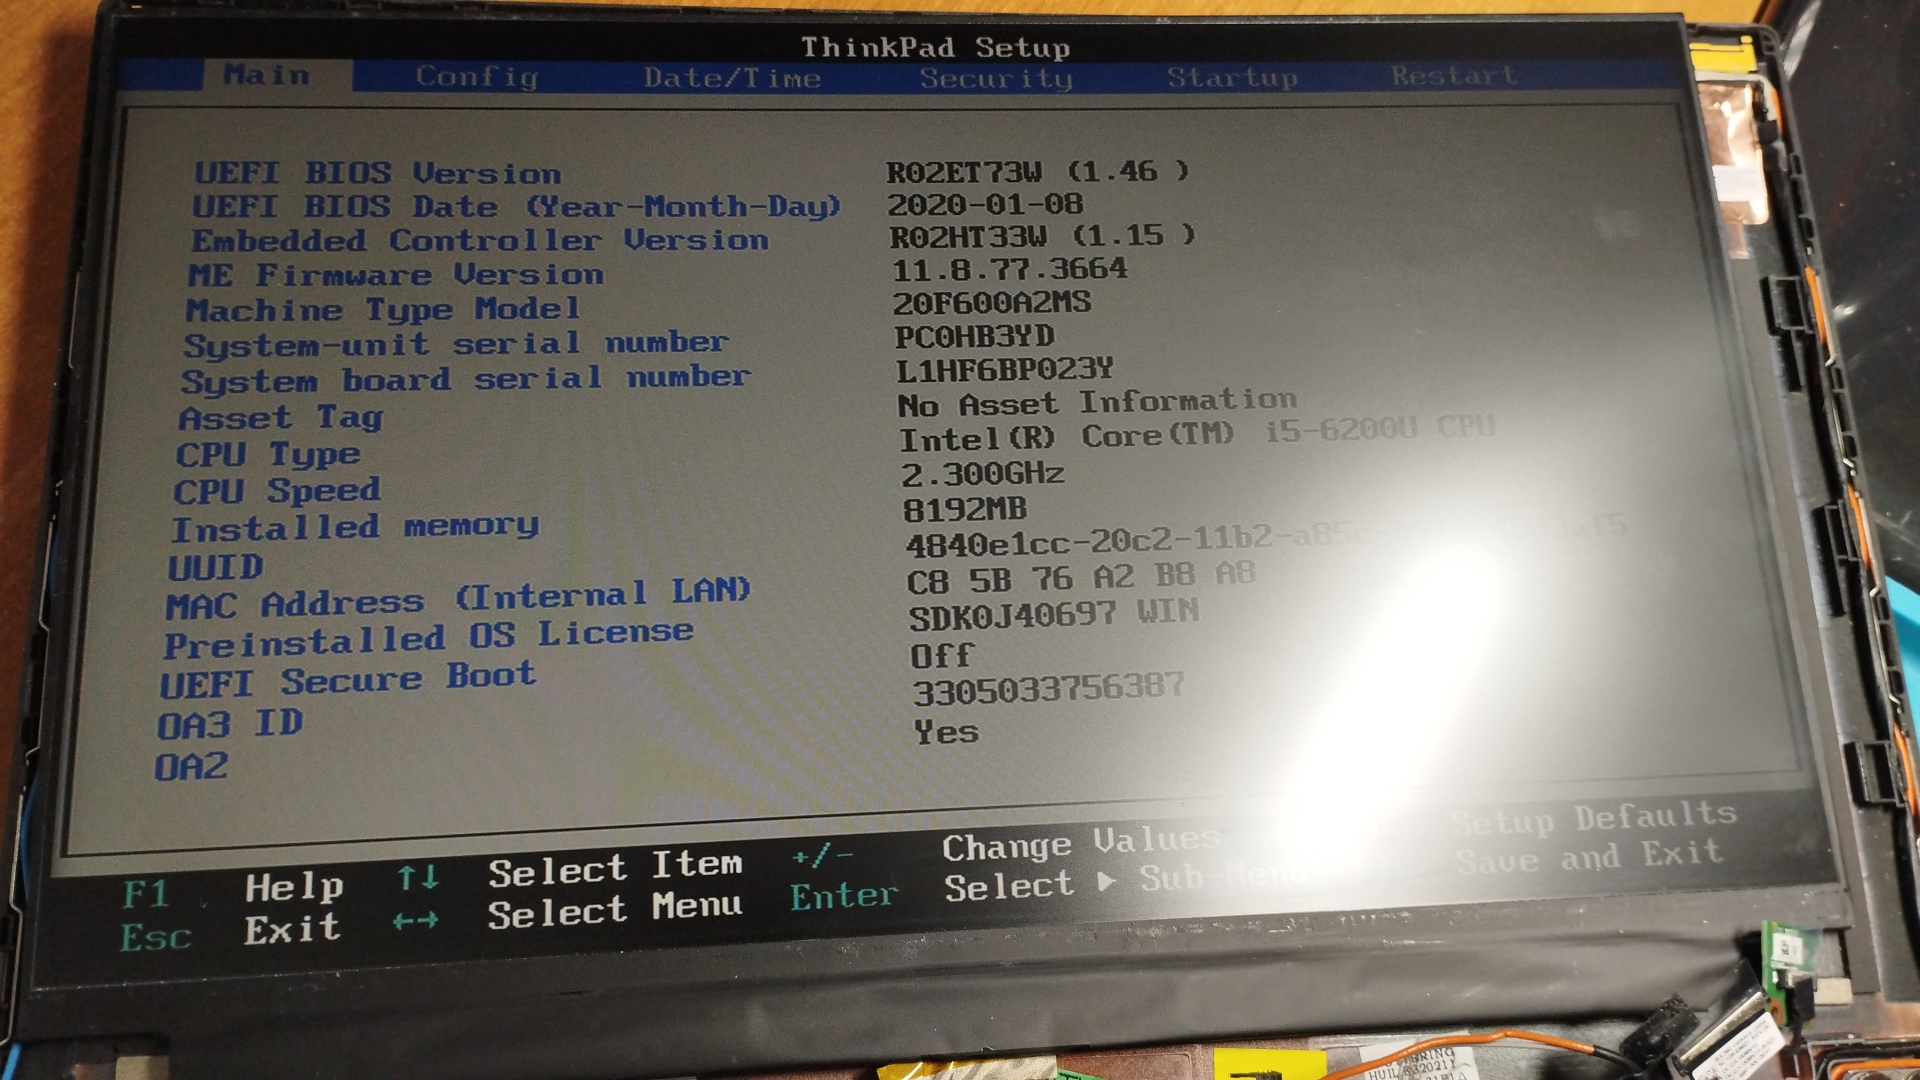 ThinkPad Setup
Main Config Date/Time Security Startup Restart
UEFI BIOS Version R02ET73W (1.46 )
UEFI BIOS Date (Year-Month-Day) 2020-01-08
Embedded Controller Version R02HT33W (1.15 )
ME Firmware Version 11.8.77.3664
Machine Type Model 20F600A2MS
System-unit serial number PC0HB3YD
System board serial number L1HF6BP023Y
Asset Tag No Asset Information
CPU Type Intel(R) Core(TM) i5-6200U CPU
CPU Speed 2.300GHz
Installed memory 8192MB
UUID 4840e1cc-20c2-11b2-a85c-
MAC Address (Internal LAN) C8 5B 76 A2 B8 A8
Preinstalled OS License SDK0J40697 WIN
UEFI Secure Boot Off
OA3 ID 3305033756387
OA2 Yes
F1 Help ↑↓ Select Item +/- Change Values Setup Defaults
Esc Exit ←→ Select Menu Enter Select ▶ Sub-Menu Save and Exit